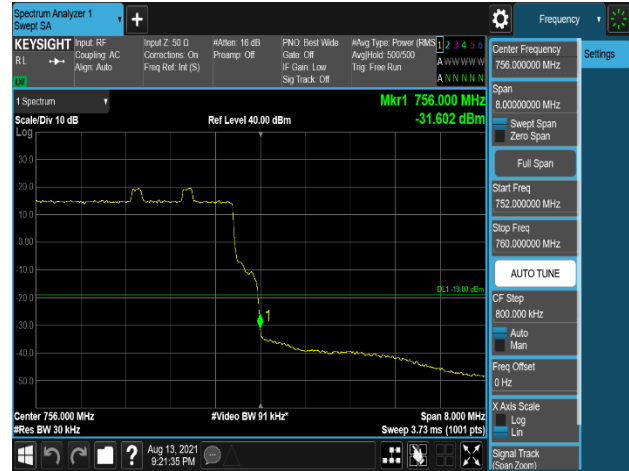 Spectrum Analyzer 1
Swept SA
+
Frequency
KEYSIGHT
R L
Input: RF
Coupling: AC
Align: Auto
Input Z: 50 Ω
Corrections: On
Freq Ref: Int (S)
#Atten: 16 dB
Preamp: Off
PNO: Best Wide
Gate: Off
IF Gain: Low
Sig Track: Off
#Avg Type: Power (RMS
Avg|Hold: 500/500
Trig: Free Run
1 2 3 4 5 6
A W W W W W
A N N N N N
1 Spectrum
Scale/Div 10 dB
Log
Ref Level 40.00 dBm
Mkr1 756.000 MHz
-31.602 dBm
30.0
20.0
10.0
0.00
-10.0
-20.0
-30.0
-40.0
-50.0
DL1 -19.00 dBm
1
Center 756.000 MHz
#Res BW 30 kHz
#Video BW 91 kHz*
Span 8.000 MHz
Sweep 3.73 ms (1001 pts)
?
Aug 13, 2021
9:21:35 PM
Center Frequency
756.000000 MHz
Span
8.00000000 MHz
Swept Span
Zero Span
Full Span
Start Freq
752.000000 MHz
Stop Freq
760.000000 MHz
AUTO TUNE
CF Step
800.000 kHz
Auto
Man
Freq Offset
0 Hz
X Axis Scale
Log
Lin
Signal Track
(Span Zoom)
Settings